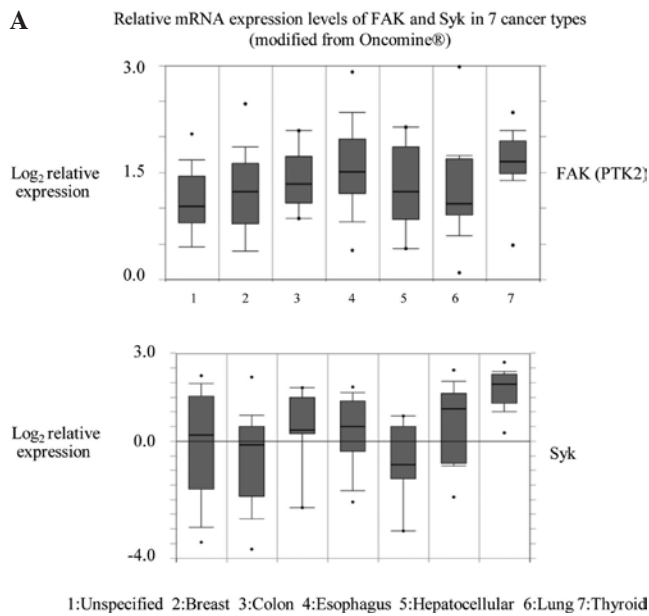 A
Relative mRNA expression levels of FAK and Syk in 7 cancer types
(modified from Oncomine®)
3.0
Log2 relative
expression
1.5
FAK (PTK2)
0.0
1 2 3 4 5 6 7
3.0
Log2 relative
expression
0.0
Syk
-4.0
1:Unspecified 2:Breast 3:Colon 4:Esophagus 5:Hepatocellular 6:Lung 7:Thyroid